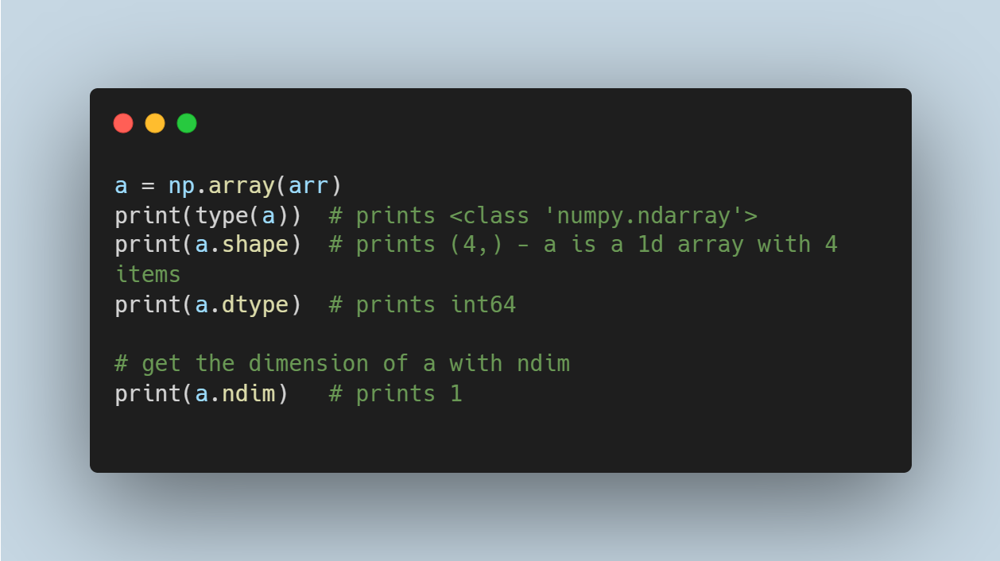 a = np.array(arr)
print(type(a))  # prints <class 'numpy.ndarray'>
print(a.shape)  # prints (4,) - a is a 1d array with 4
items
print(a.dtype)  # prints int64
# get the dimension of a with ndim
print(a.ndim)   # prints 1